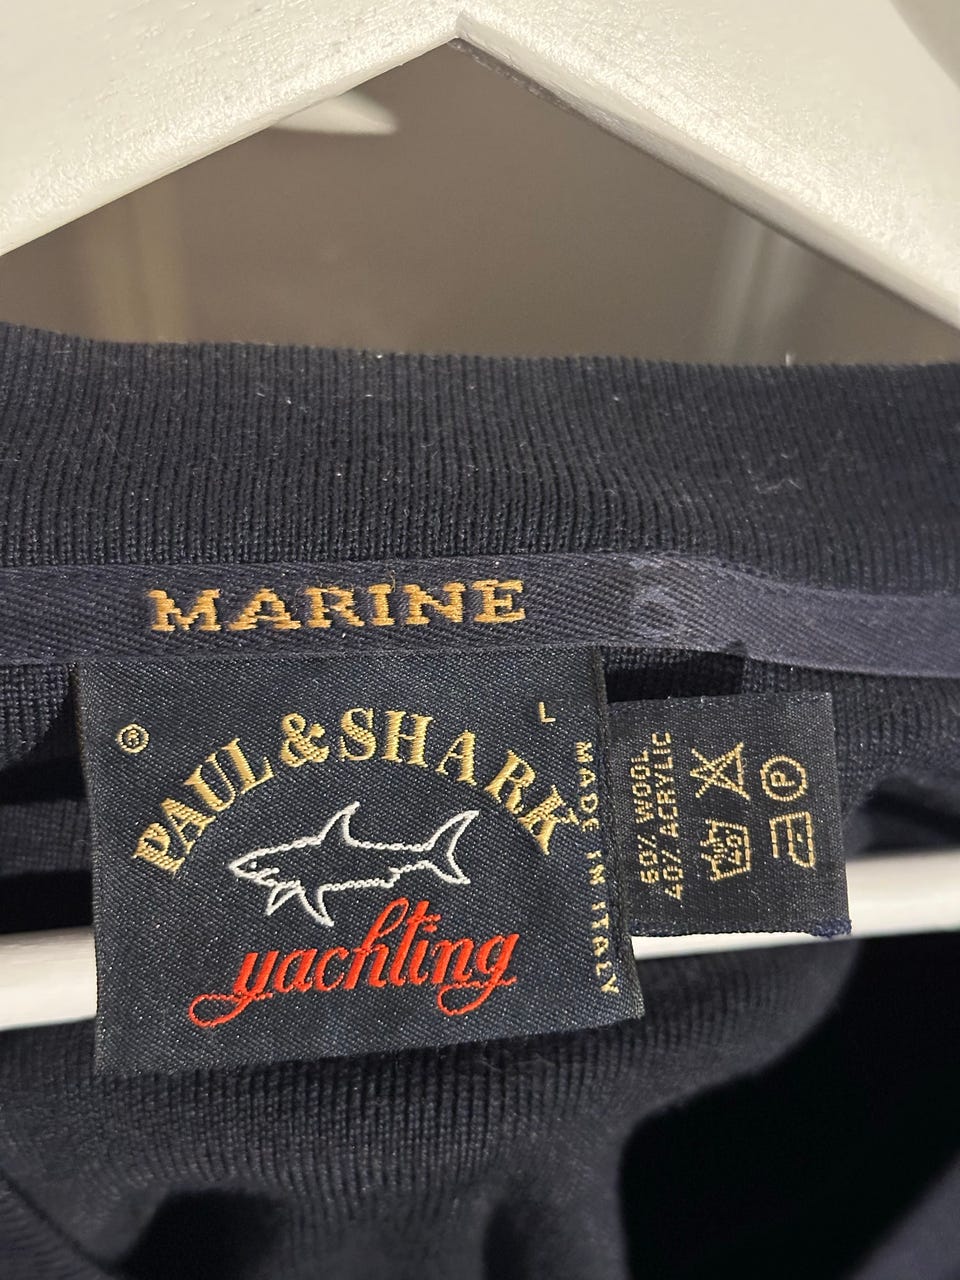 MARINE
®
L
PAUL & SHARK
yachting
MADE IN ITALY
60% WOOL
40% ACRYLIC
P